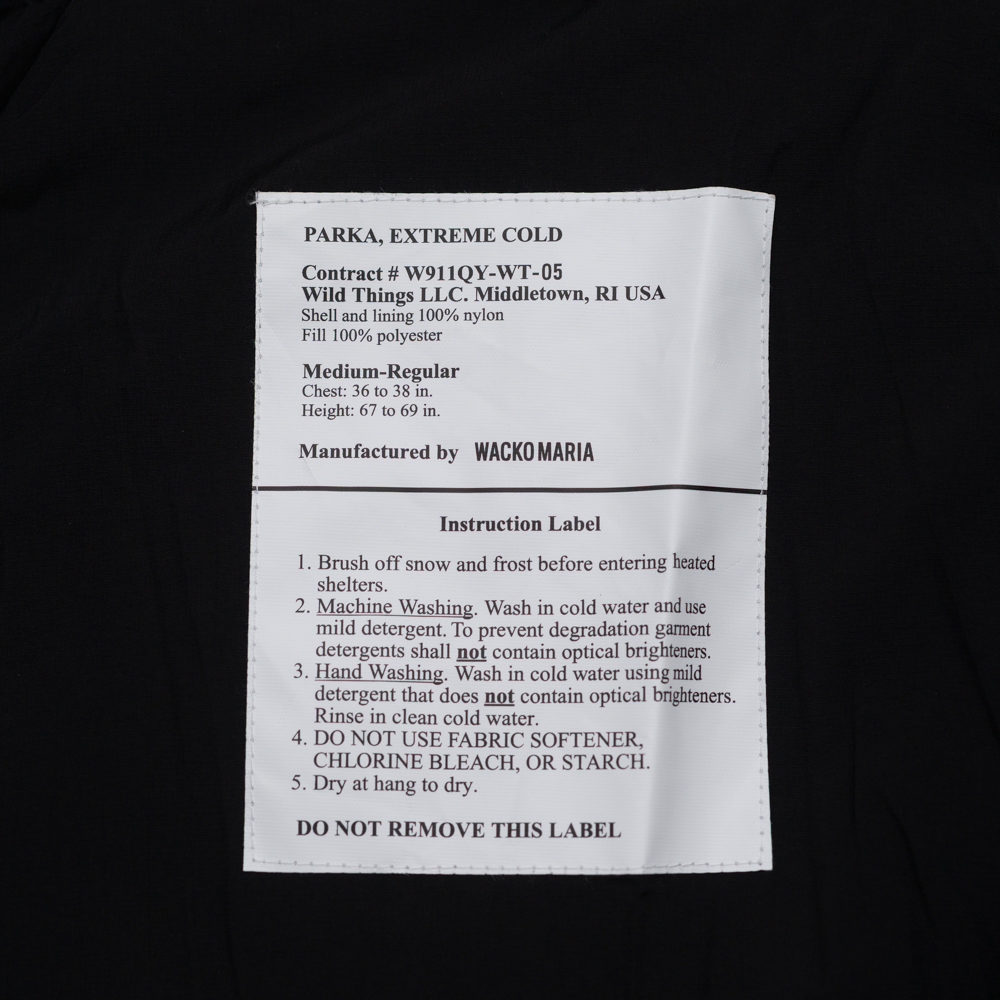 PARKA, EXTREME COLD
Contract # W911QY-WT-05
Wild Things LLC. Middletown, RI USA
Shell and lining 100% nylon
Fill 100% polyester
Medium-Regular
Chest: 36 to 38 in.
Height: 67 to 69 in.
Manufactured by WACKO MARIA
Instruction Label
1. Brush off snow and frost before entering heated
shelters.
2. Machine Washing. Wash in cold water and use
mild detergent. To prevent degradation garment
detergents shall not contain optical brighteners.
3. Hand Washing. Wash in cold water using mild
detergent that does not contain optical brighteners.
Rinse in clean cold water.
4. DO NOT USE FABRIC SOFTENER,
CHLORINE BLEACH, OR STARCH.
5. Dry at hang to dry.
DO NOT REMOVE THIS LABEL